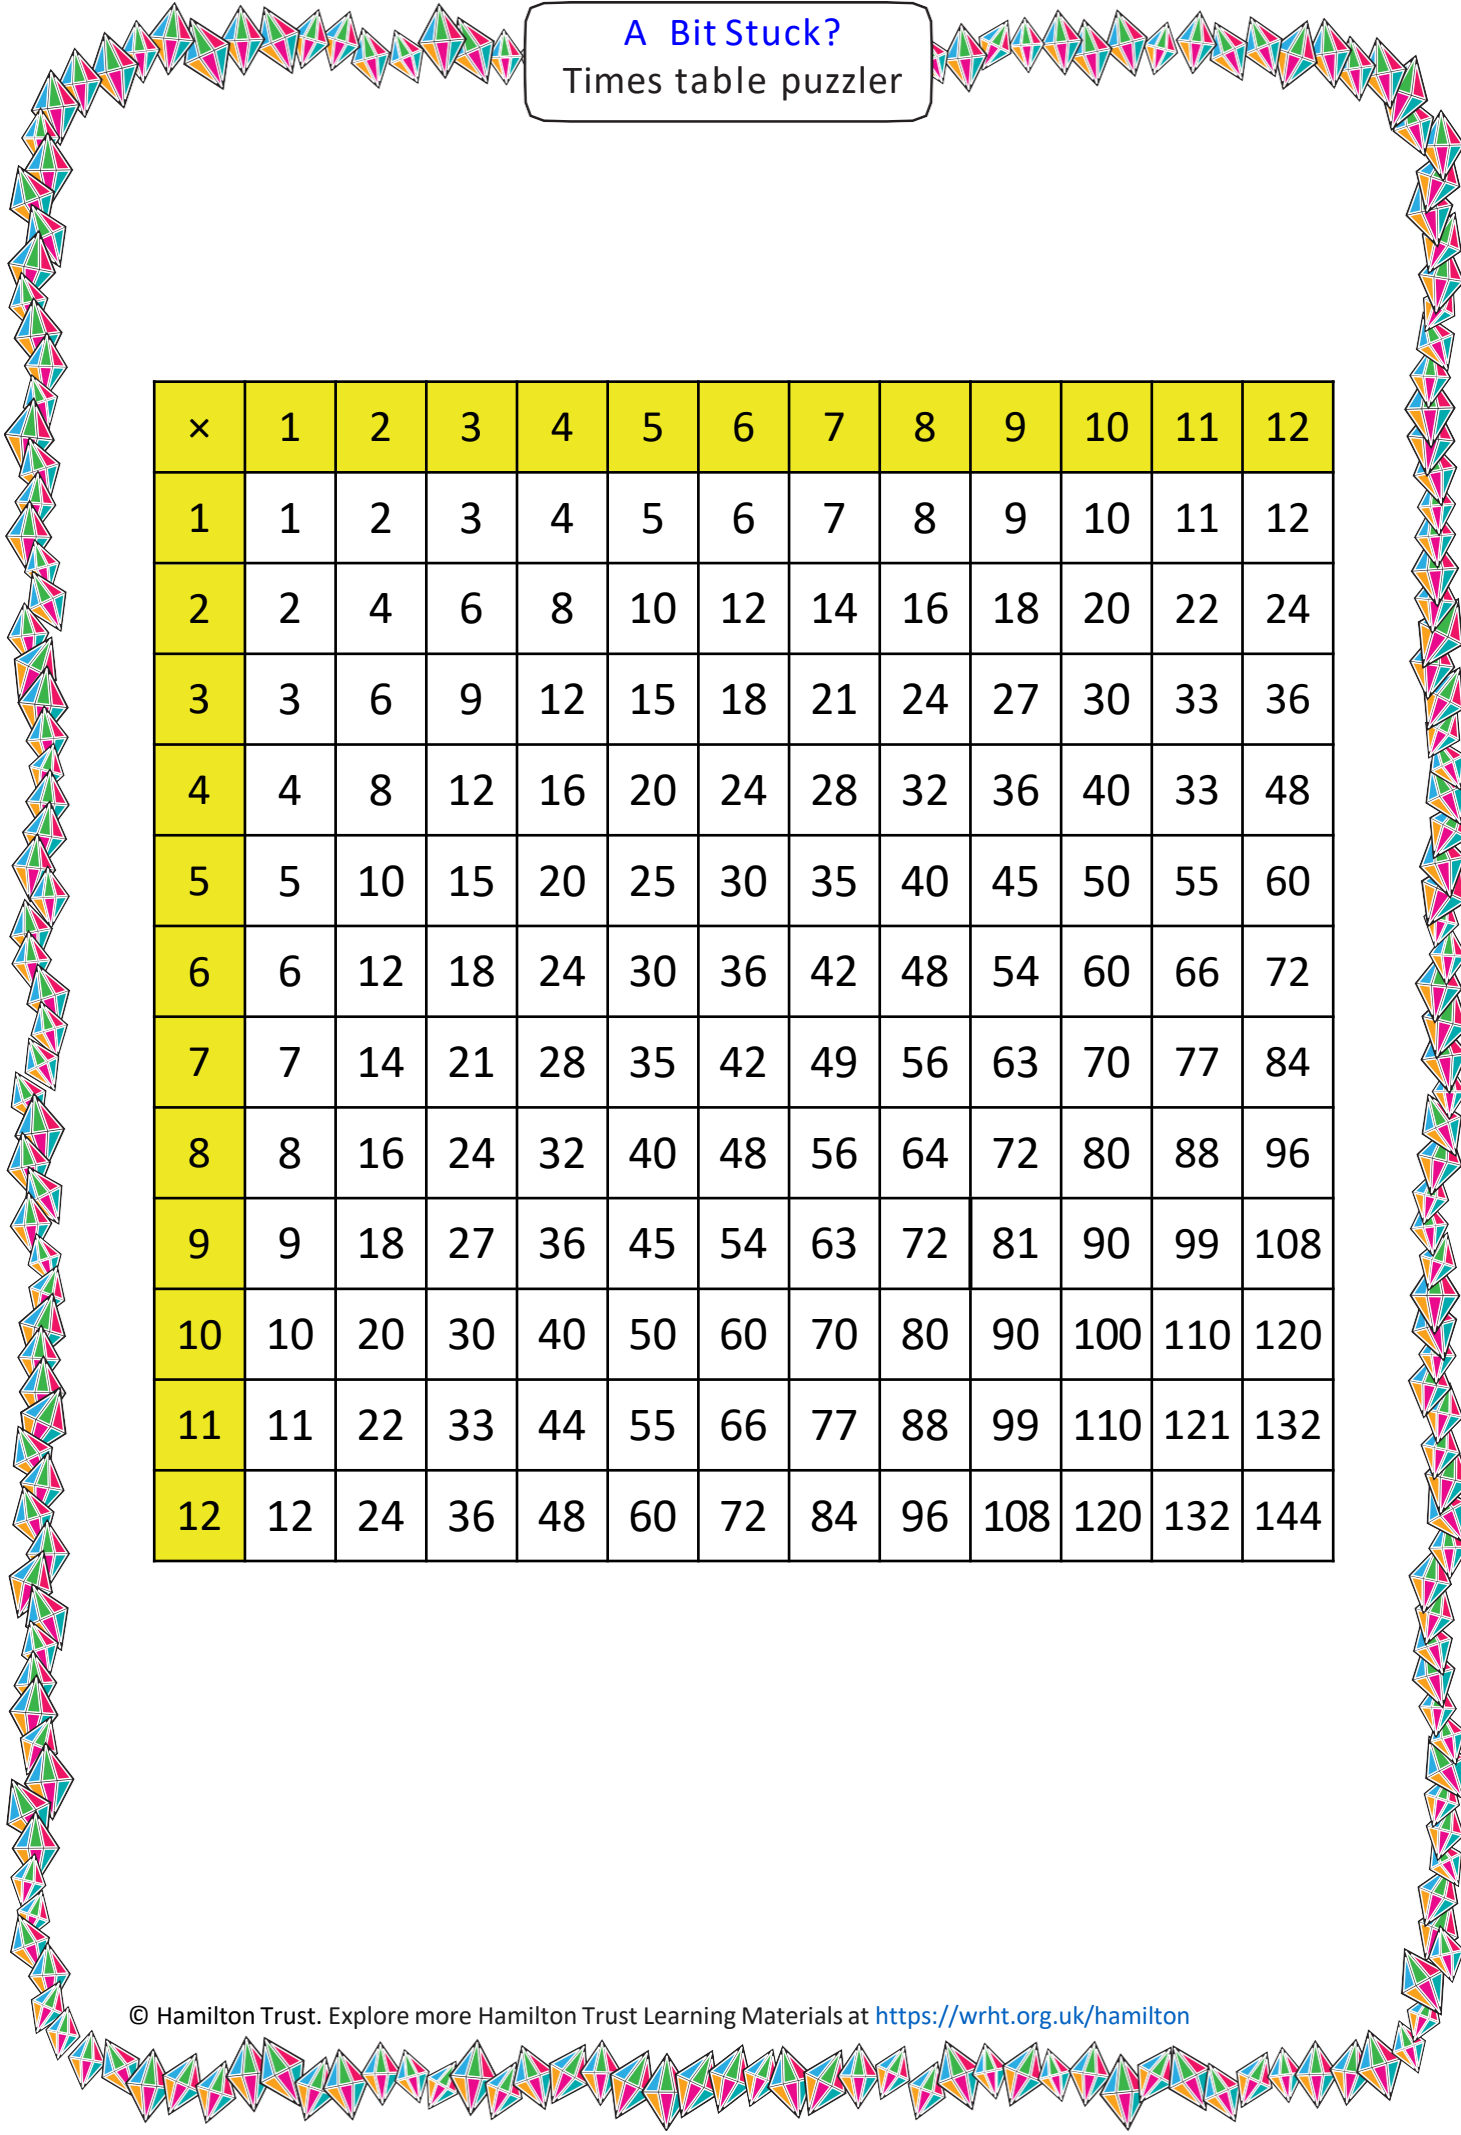 A Bit Stuck?
Times table puzzler
× 1 2 3 4 5 6 7 8 9 10 11 12
1 1 2 3 4 5 6 7 8 9 10 11 12
2 2 4 6 8 10 12 14 16 18 20 22 24
3 3 6 9 12 15 18 21 24 27 30 33 36
4 4 8 12 16 20 24 28 32 36 40 33 48
5 5 10 15 20 25 30 35 40 45 50 55 60
6 6 12 18 24 30 36 42 48 54 60 66 72
7 7 14 21 28 35 42 49 56 63 70 77 84
8 8 16 24 32 40 48 56 64 72 80 88 96
9 9 18 27 36 45 54 63 72 81 90 99 108
10 10 20 30 40 50 60 70 80 90 100 110 120
11 11 22 33 44 55 66 77 88 99 110 121 132
12 12 24 36 48 60 72 84 96 108 120 132 144
© Hamilton Trust. Explore more Hamilton Trust Learning Materials at https://wrht.org.uk/hamilton